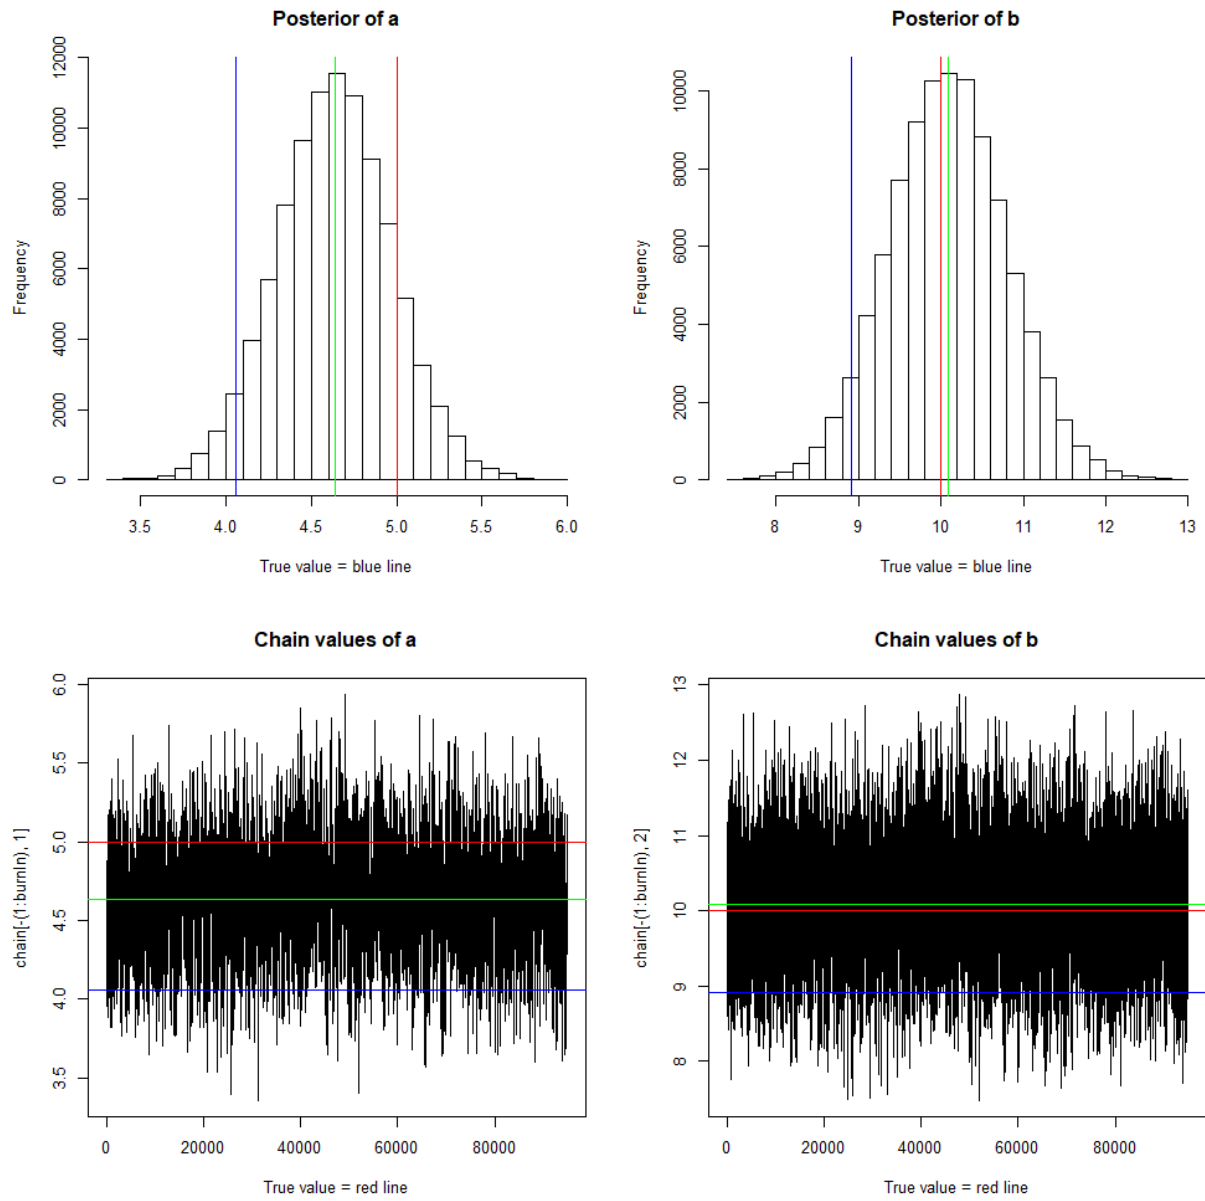 Posterior of a
Frequency
0 2000 4000 6000 8000 10000 12000
3.5 4.0 4.5 5.0 5.5 6.0
True value = blue line
Posterior of b
Frequency
0 2000 4000 6000 8000 10000
8 9 10 11 12 13
True value = blue line
Chain values of a
chain[-(1:burnIn), 1]
3.5 4.0 4.5 5.0 5.5 6.0
0 20000 40000 60000 80000
True value = red line
Chain values of b
chain[-(1:burnIn), 2]
8 9 10 11 12 13
0 20000 40000 60000 80000
True value = red line